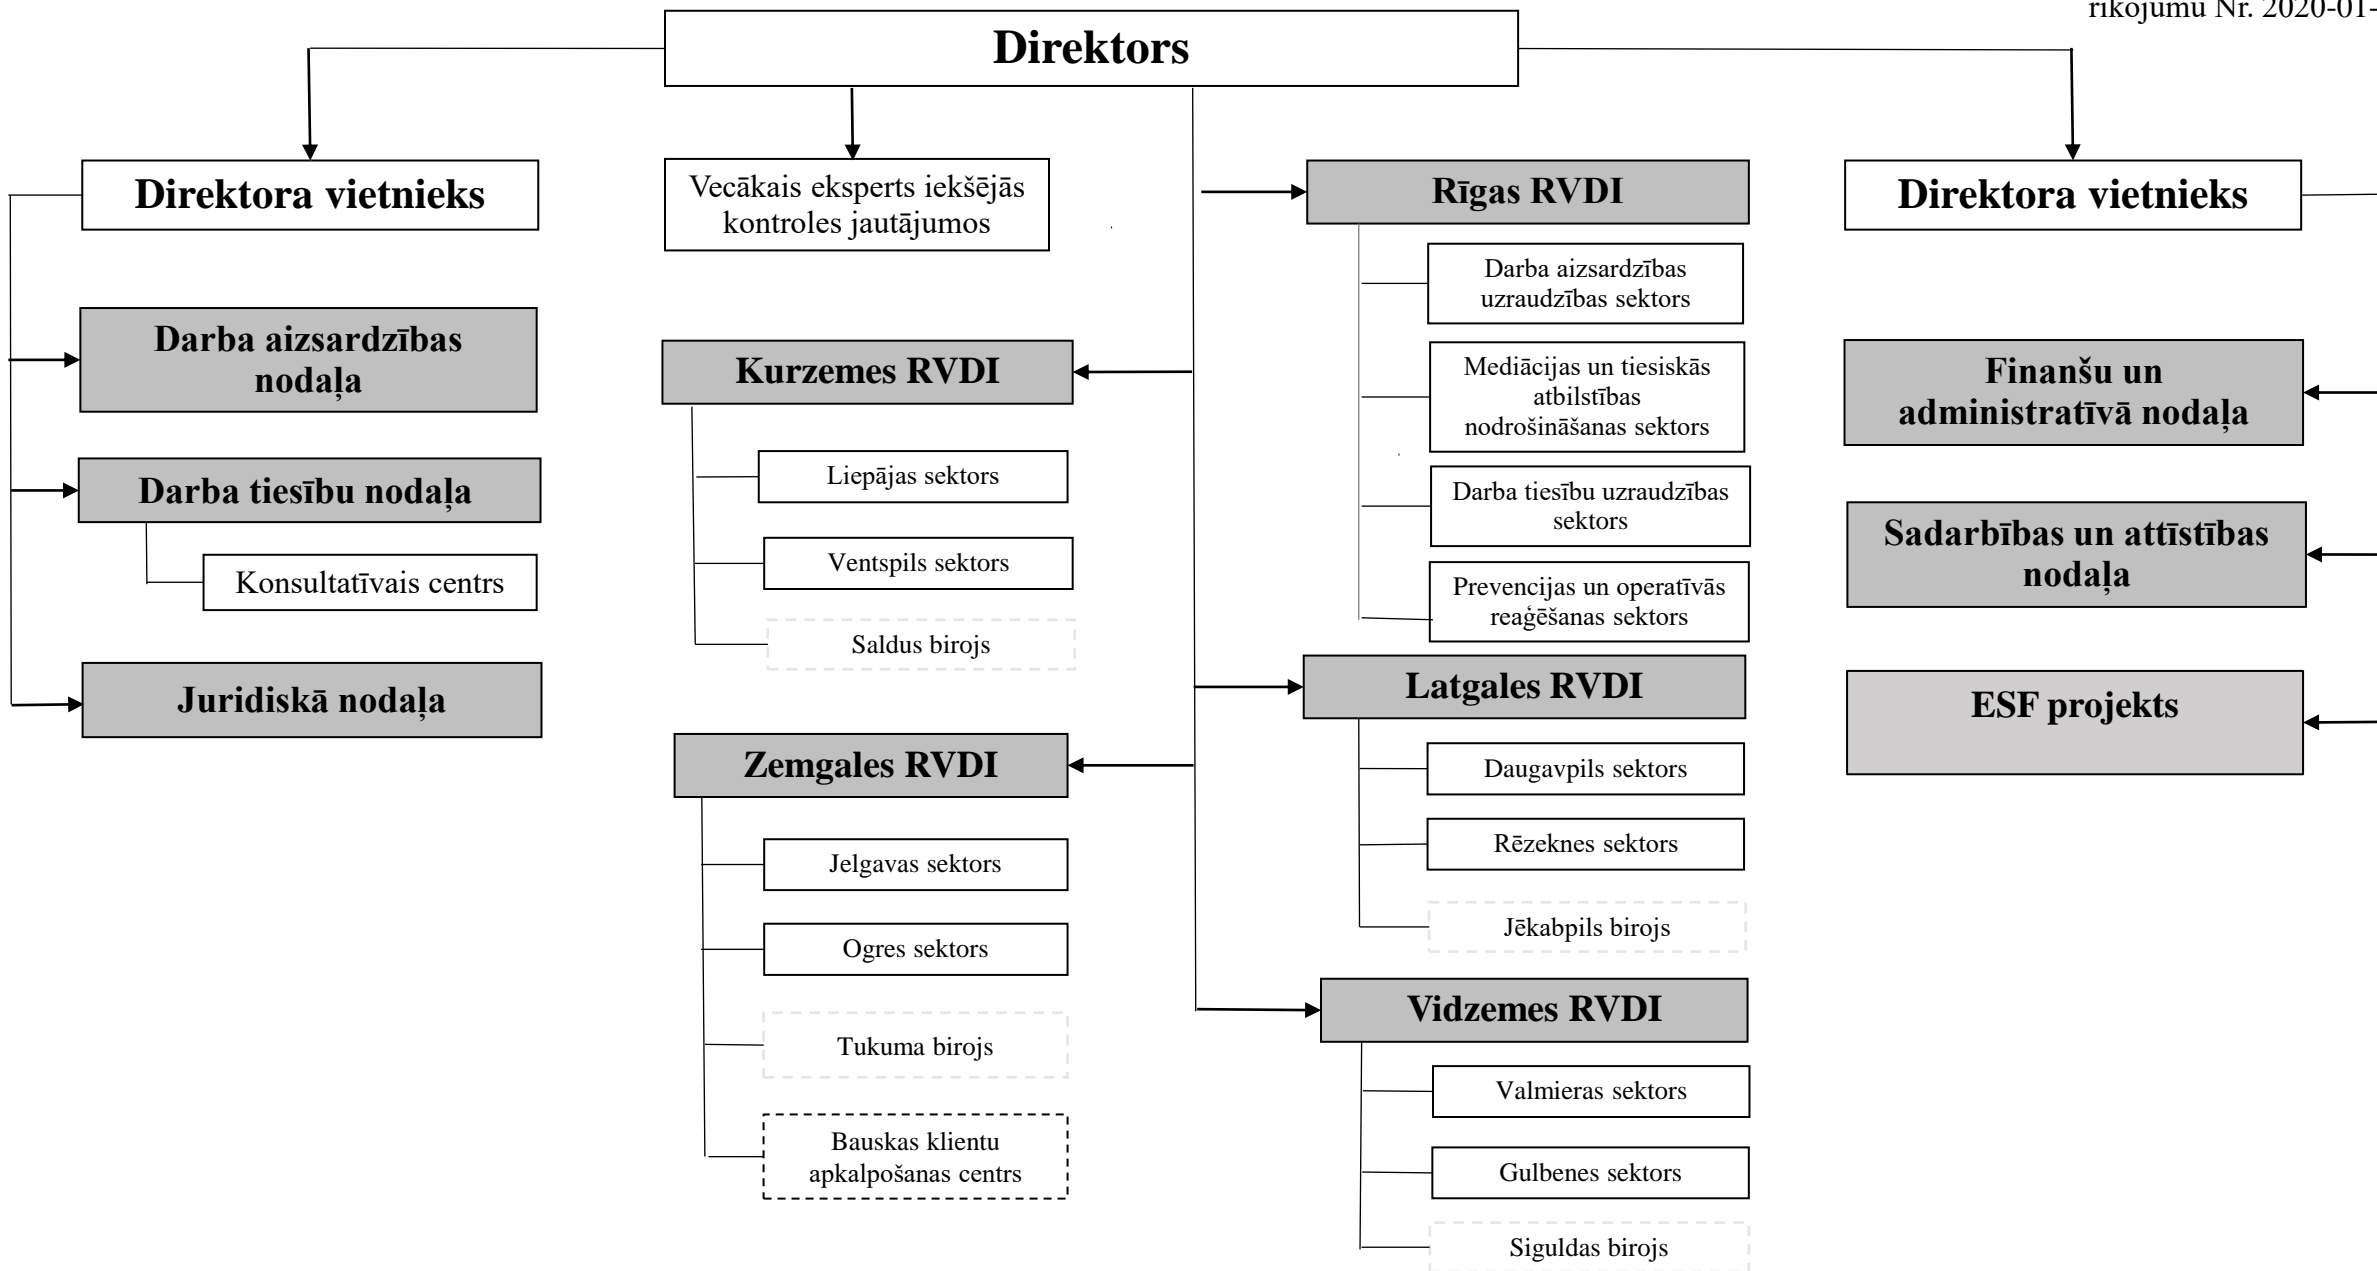 rīkojumu Nr. 2020-01-
Direktors
Direktora vietnieks
Vecākais eksperts iekšējās
kontroles jautājumos
Rīgas RVDI
Direktora vietnieks
Darba aizsardzības
nodaļa
Darba tiesību nodaļa
Konsultatīvais centrs
Juridiskā nodaļa
Kurzemes RVDI
Liepājas sektors
Ventspils sektors
Saldus birojs
Zemgales RVDI
Jelgavas sektors
Ogres sektors
Tukuma birojs
Bauskas klientu
apkalpošanas centrs
Darba aizsardzības
uzraudzības sektors
Mediācijas un tiesiskās
atbilstības
nodrošināšanas sektors
Darba tiesību uzraudzības
sektors
Prevencijas un operatīvās
reaģēšanas sektors
Latgales RVDI
Daugavpils sektors
Rēzeknes sektors
Jēkabpils birojs
Vidzemes RVDI
Valmieras sektors
Gulbenes sektors
Siguldas birojs
Finanšu un
administratīvā nodaļa
Sadarbības un attīstības
nodaļa
ESF projekts